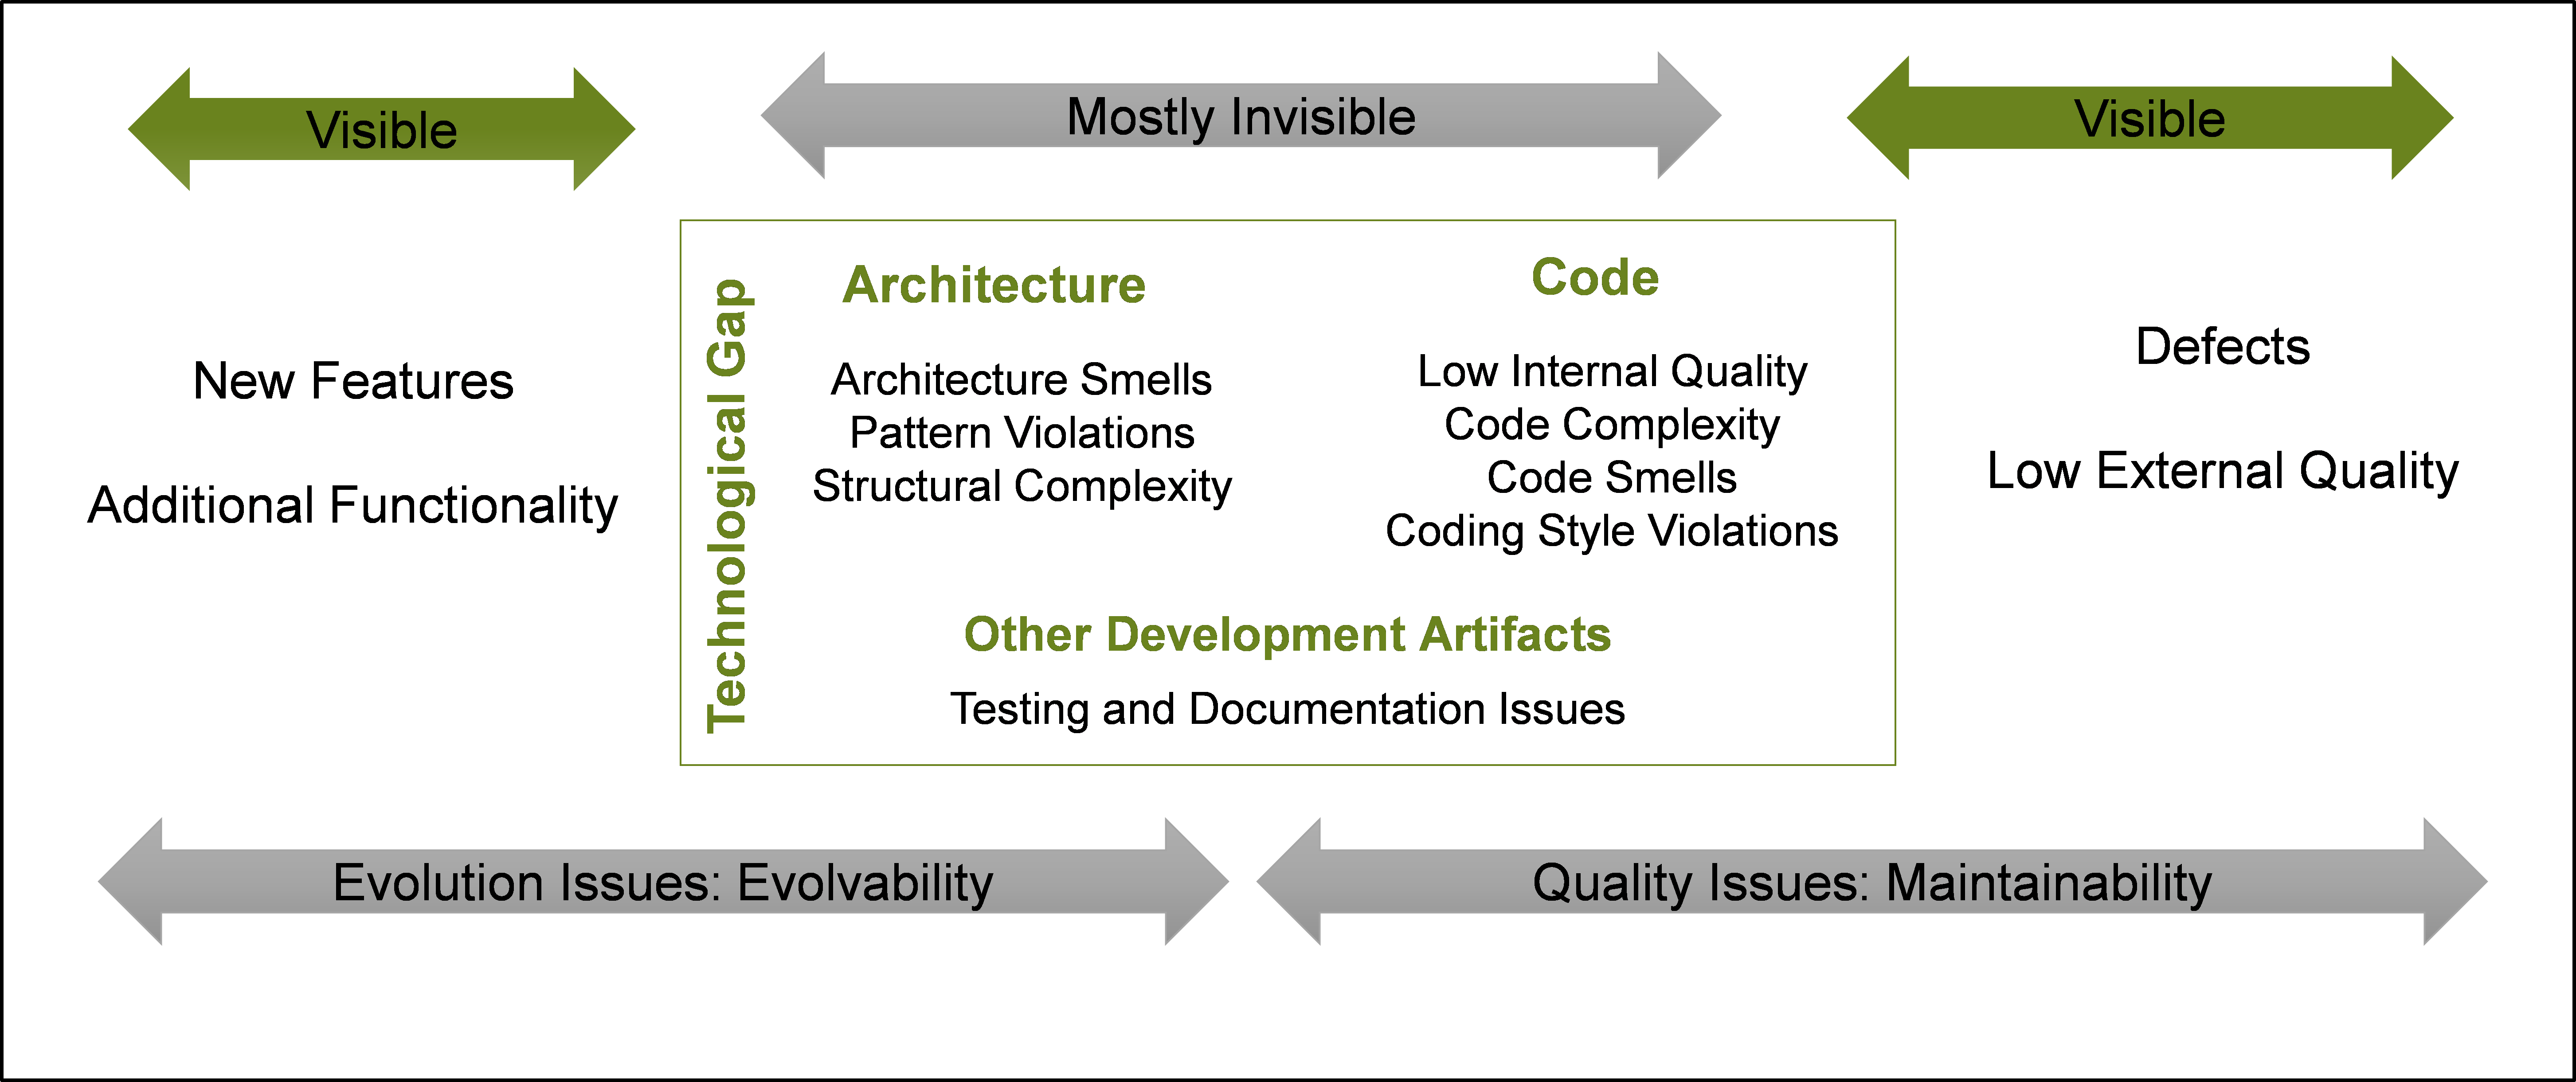 Visible
Mostly Invisible
Visible
New Features
Additional Functionality
Technological Gap
Architecture
Architecture Smells
Pattern Violations
Structural Complexity
Code
Low Internal Quality
Code Complexity
Code Smells
Coding Style Violations
Other Development Artifacts
Testing and Documentation Issues
Defects
Low External Quality
Evolution Issues: Evolvability
Quality Issues: Maintainability